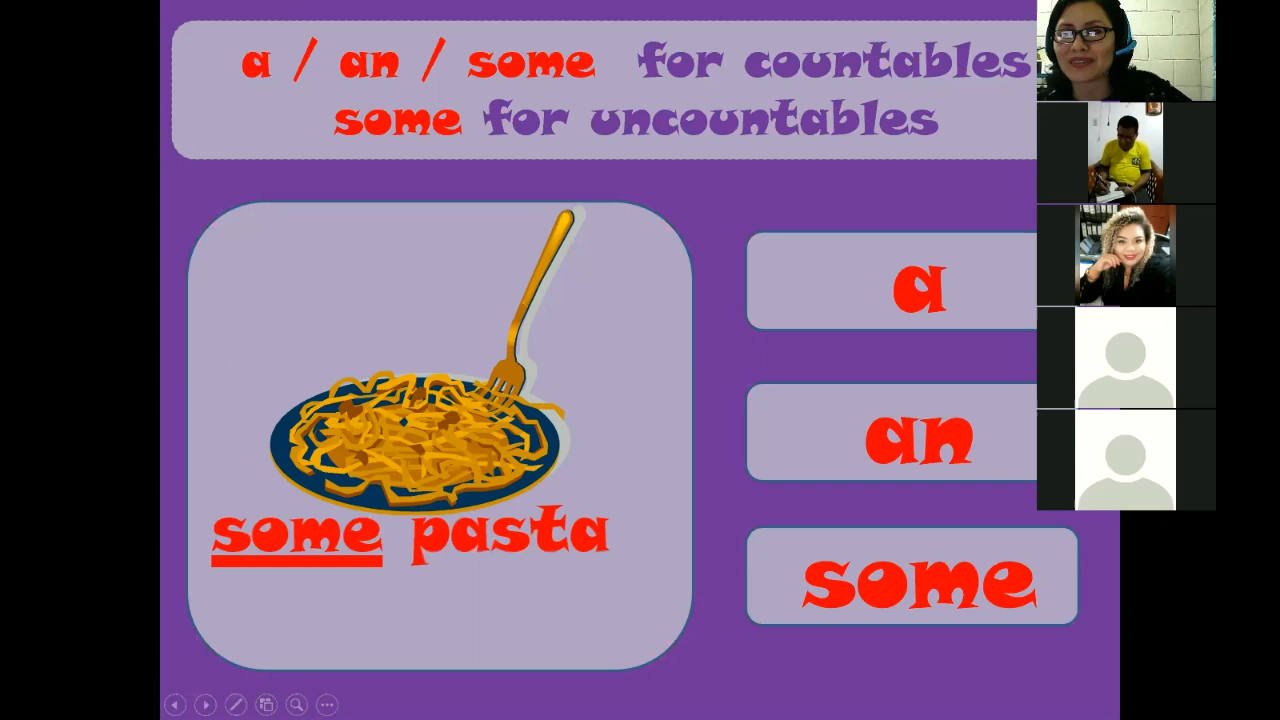 a / an / some for countables
some for uncountables
a
an
some pasta
some